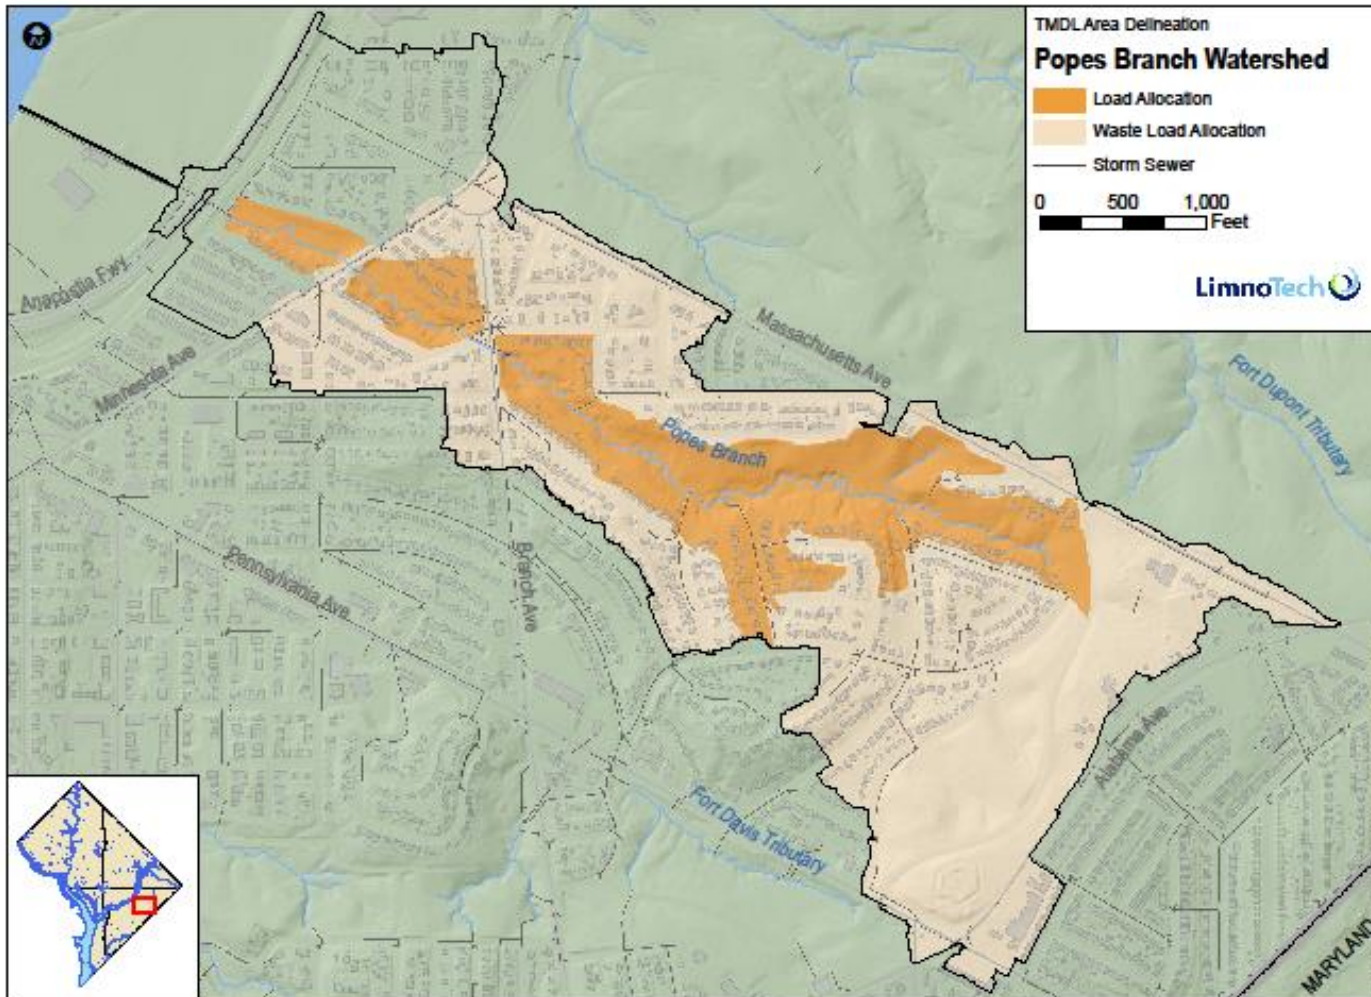 TMDL Area Delineation
Popes Branch Watershed
Load Allocation
Waste Load Allocation
Storm Sewer
0 500 1,000
Feet
LimnoTech
N
Anacostia Fwy.
Minnesota Ave
Massachusetts Ave
Fort Dupont Tributary
Popes Branch
Pennsylvania Ave
Branch Ave
Alabama Ave
Fort Davis Tributary
MARYLAND